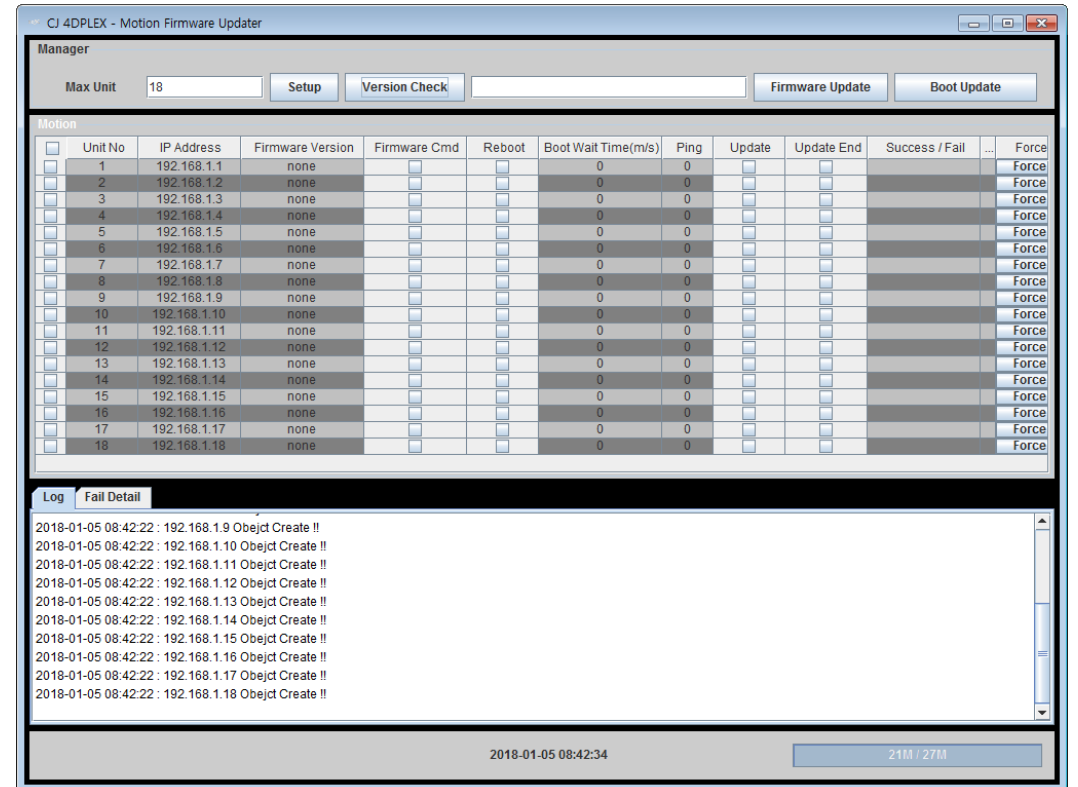 CJ 4DPLEX - Motion Firmware Updater
Manager
Max Unit 18 Setup Version Check Firmware Update Boot Update
Motion
Unit No IP Address Firmware Version Firmware Cmd Reboot Boot Wait Time(m/s) Ping Update Update End Success / Fail ... Force
1 192.168.1.1 none 0 0 Force
2 192.168.1.2 none 0 0 Force
3 192.168.1.3 none 0 0 Force
4 192.168.1.4 none 0 0 Force
5 192.168.1.5 none 0 0 Force
6 192.168.1.6 none 0 0 Force
7 192.168.1.7 none 0 0 Force
8 192.168.1.8 none 0 0 Force
9 192.168.1.9 none 0 0 Force
10 192.168.1.10 none 0 0 Force
11 192.168.1.11 none 0 0 Force
12 192.168.1.12 none 0 0 Force
13 192.168.1.13 none 0 0 Force
14 192.168.1.14 none 0 0 Force
15 192.168.1.15 none 0 0 Force
16 192.168.1.16 none 0 0 Force
17 192.168.1.17 none 0 0 Force
18 192.168.1.18 none 0 0 Force
Log Fail Detail
2018-01-05 08:42:22 : 192.168.1.9 Obejct Create !!
2018-01-05 08:42:22 : 192.168.1.10 Obejct Create !!
2018-01-05 08:42:22 : 192.168.1.11 Obejct Create !!
2018-01-05 08:42:22 : 192.168.1.12 Obejct Create !!
2018-01-05 08:42:22 : 192.168.1.13 Obejct Create !!
2018-01-05 08:42:22 : 192.168.1.14 Obejct Create !!
2018-01-05 08:42:22 : 192.168.1.15 Obejct Create !!
2018-01-05 08:42:22 : 192.168.1.16 Obejct Create !!
2018-01-05 08:42:22 : 192.168.1.17 Obejct Create !!
2018-01-05 08:42:22 : 192.168.1.18 Obejct Create !!
2018-01-05 08:42:34 21M / 27M